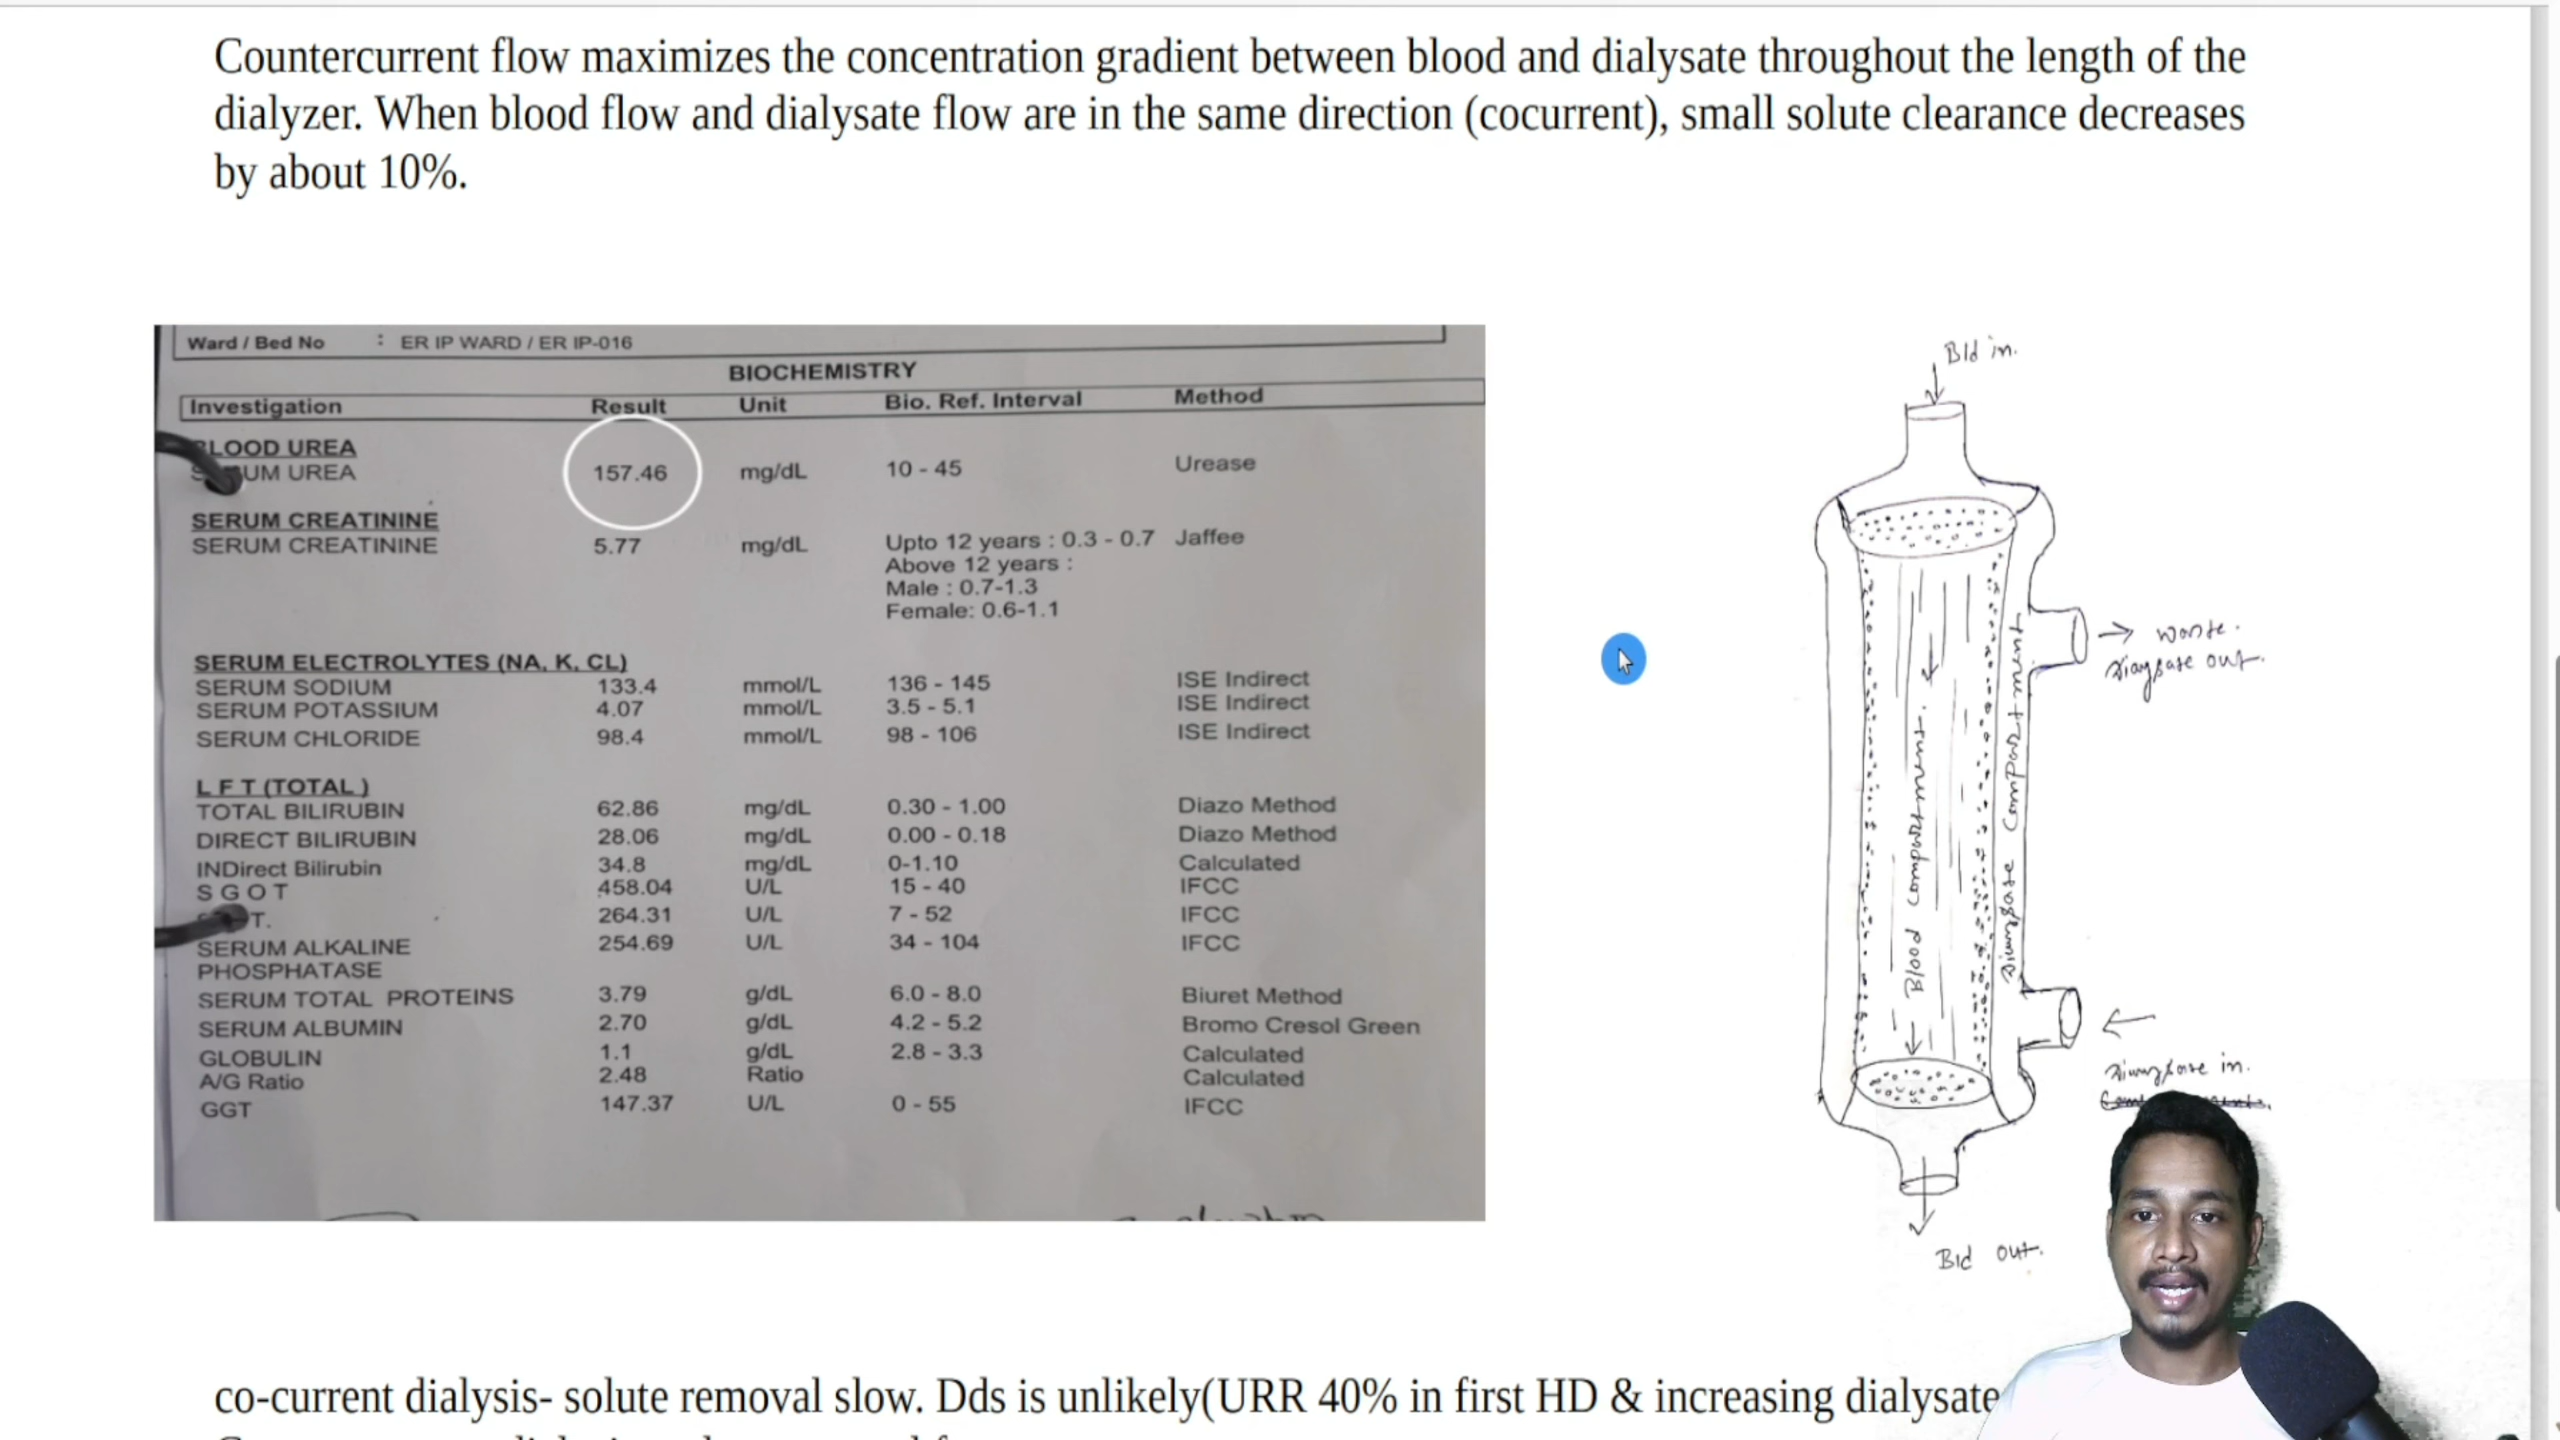 Countercurrent flow maximizes the concentration gradient between blood and dialysate throughout the length of the
dialyzer. When blood flow and dialysate flow are in the same direction (cocurrent), small solute clearance decreases
by about 10%.
Ward / Bed No : ER IP WARD / ER IP-016
BIOCHEMISTRY
Investigation Result Unit Bio. Ref. Interval Method
BLOOD UREA
UM UREA 157.46 mg/dL 10 - 45 Urease
SERUM CREATININE
SERUM CREATININE 5.77 mg/dL Upto 12 years : 0.3 - 0.7 Jaffee
Above 12 years :
Male : 0.7-1.3
Female: 0.6-1.1
SERUM ELECTROLYTES (NA, K, CL)
SERUM SODIUM 133.4 mmol/L 136 - 145 ISE Indirect
SERUM POTASSIUM 4.07 mmol/L 3.5 - 5.1 ISE Indirect
SERUM CHLORIDE 98.4 mmol/L 98 - 106 ISE Indirect
L F T (TOTAL )
TOTAL BILIRUBIN 62.86 mg/dL 0.30 - 1.00 Diazo Method
DIRECT BILIRUBIN 28.06 mg/dL 0.00 - 0.18 Diazo Method
INDirect Bilirubin 34.8 mg/dL 0-1.10 Calculated
S G O T 458.04 U/L 15 - 40 IFCC
T. 264.31 U/L 7 - 52 IFCC
SERUM ALKALINE 254.69 U/L 34 - 104 IFCC
PHOSPHATASE
SERUM TOTAL PROTEINS 3.79 g/dL 6.0 - 8.0 Biuret Method
SERUM ALBUMIN 2.70 g/dL 4.2 - 5.2 Bromo Cresol Green
GLOBULIN 1.1 g/dL 2.8 - 3.3 Calculated
A/G Ratio 2.48 Ratio Calculated
GGT 147.37 U/L 0 - 55 IFCC
Bld in.
waste.
out.
Blood compartment.
compartment
in.
Bld out.
co-current dialysis- solute removal slow. Dds is unlikely(URR 40% in first HD & increasing dialysate